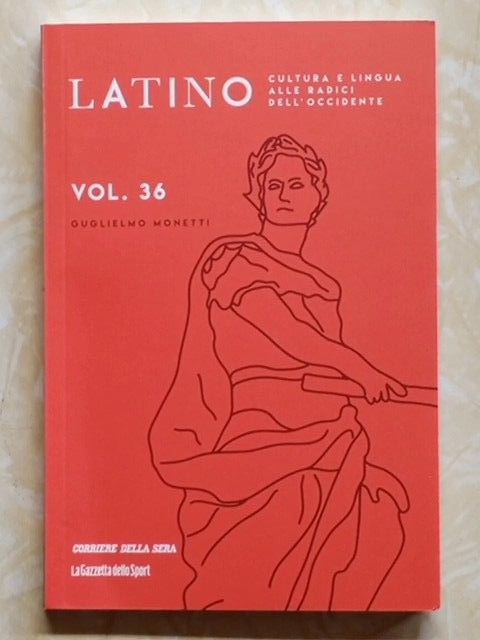 LATINO
CULTURA E LINGUA
ALLE RADICI
DELL'OCCIDENTE
VOL. 36
GUGLIELMO MONETTI
CORRIERE DELLA SERA
La Gazzetta dello Sport